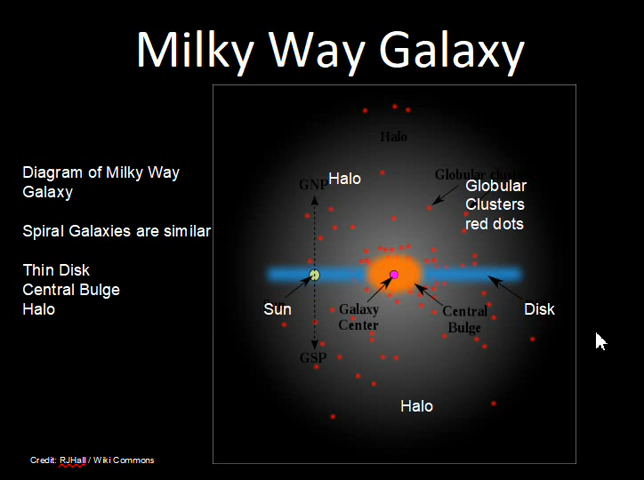 Milky Way Galaxy
Diagram of Milky Way
Galaxy
Spiral Galaxies are similar
Thin Disk
Central Bulge
Halo
Halo
GNP
Halo
Globular
Globular
Clusters
red dots
Sun
Galaxy
Center
Central
Bulge
Disk
GSP
Halo
Credit: RJHall / Wiki Commons